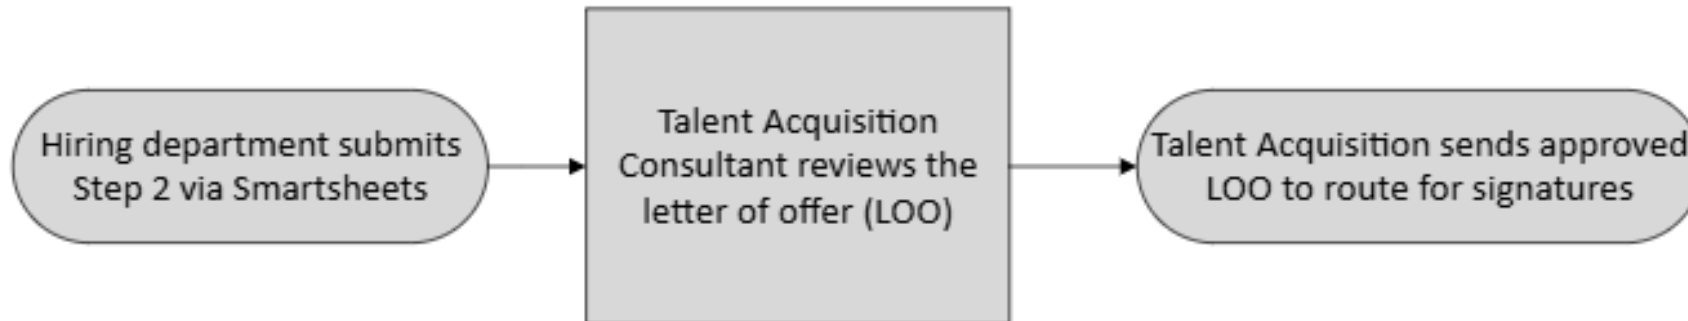 Hiring department submits
Step 2 via Smartsheets
Talent Acquisition
Consultant reviews the
letter of offer (LOO)
Talent Acquisition sends approved
LOO to route for signatures